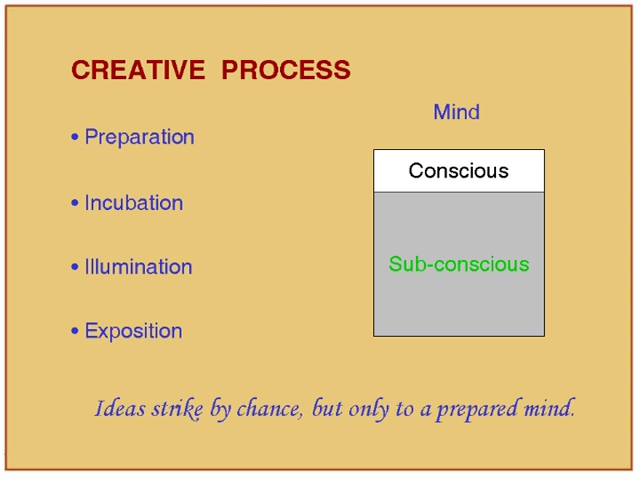 CREATIVE PROCESS
Mind
• Preparation
Conscious
• Incubation
• Illumination
Sub-conscious
• Exposition
Ideas strike by chance, but only to a prepared mind.